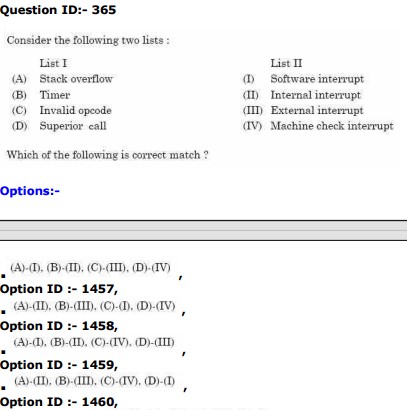 Question ID:- 365
Consider the following two lists :
List I List II
(A) Stack overflow (I) Software interrupt
(B) Timer (II) Internal interrupt
(C) Invalid opcode (III) External interrupt
(D) Superior call (IV) Machine check interrupt
Which of the following is correct match ?
Options:-
(A)-(I), (B)-(II), (C)-(III), (D)-(IV) ,
Option ID :- 1457,
(A)-(II), (B)-(III), (C)-(I), (D)-(IV) ,
Option ID :- 1458,
(A)-(I), (B)-(II), (C)-(IV), (D)-(III) ,
Option ID :- 1459,
(A)-(II), (B)-(III), (C)-(IV), (D)-(I) ,
Option ID :- 1460,